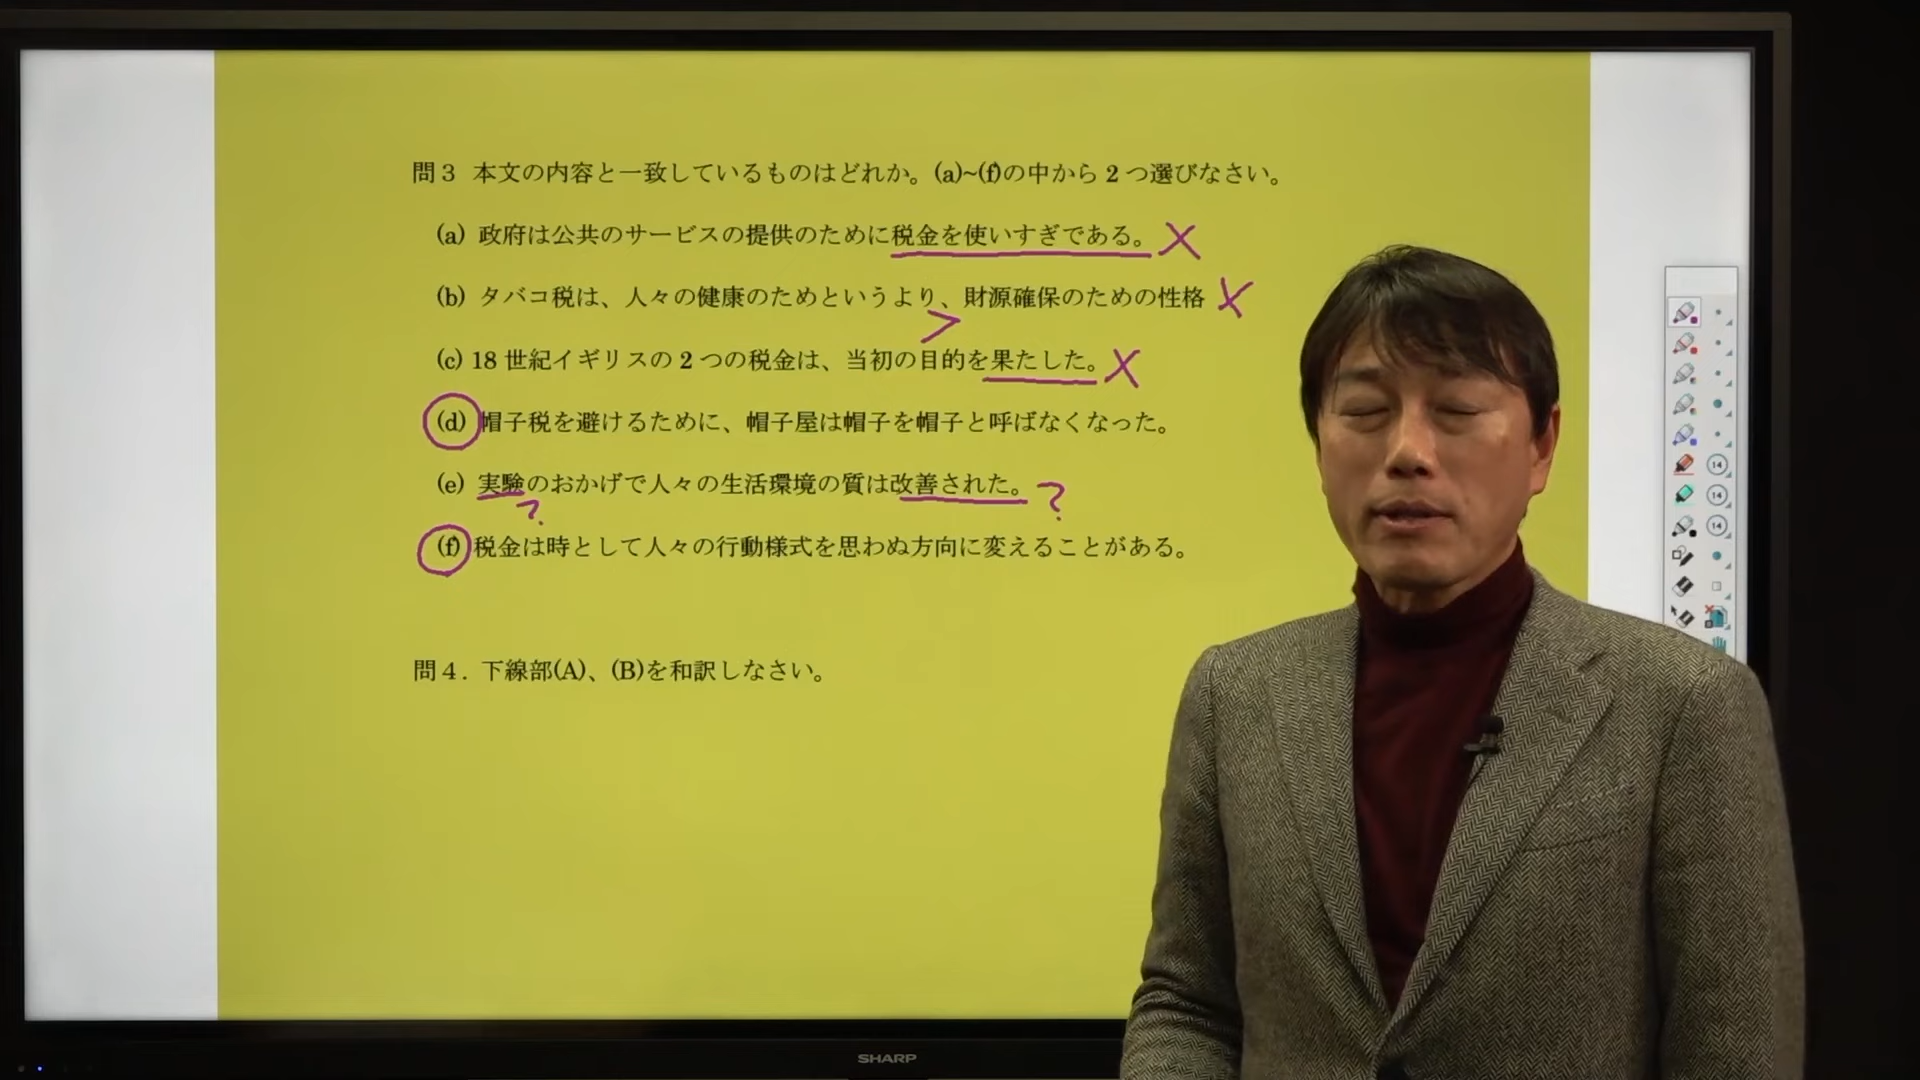 問３ 本文の内容と一致しているものはどれか。(a)~(f)の中から 2 つ選びなさい。
(a) 政府は公共のサービスの提供のために税金を使いすぎである。 X
(b) タバコ税は、人々の健康のためというより、財源確保のための性格 X
>
(c) 18 世紀イギリスの 2 つの税金は、当初の目的を果たした。 X
(d) 帽子税を避けるために、帽子屋は帽子を帽子と呼ばなくなった。
(e) 実験のおかげで人々の生活環境の質は改善された。 ?
?
(f) 税金は時として人々の行動様式を思わぬ方向に変えることがある。
問４. 下線部(A)、(B)を和訳しなさい。
14
14
14
SHARP